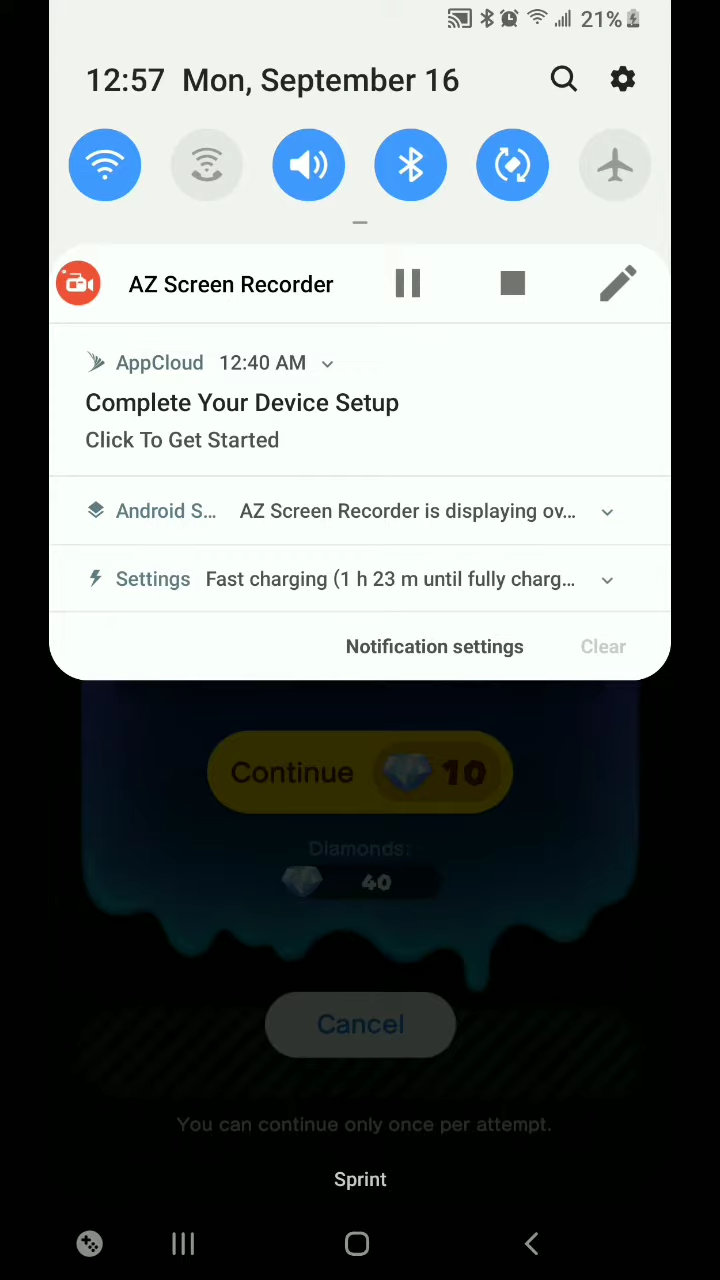 21%
12:57 Mon, September 16
AZ Screen Recorder
AppCloud 12:40 AM
Complete Your Device Setup
Click To Get Started
Android S... AZ Screen Recorder is displaying ov...
Settings Fast charging (1 h 23 m until fully charg...
Notification settings Clear
Continue 10
Diamonds:
40
Cancel
You can continue only once per attempt.
Sprint